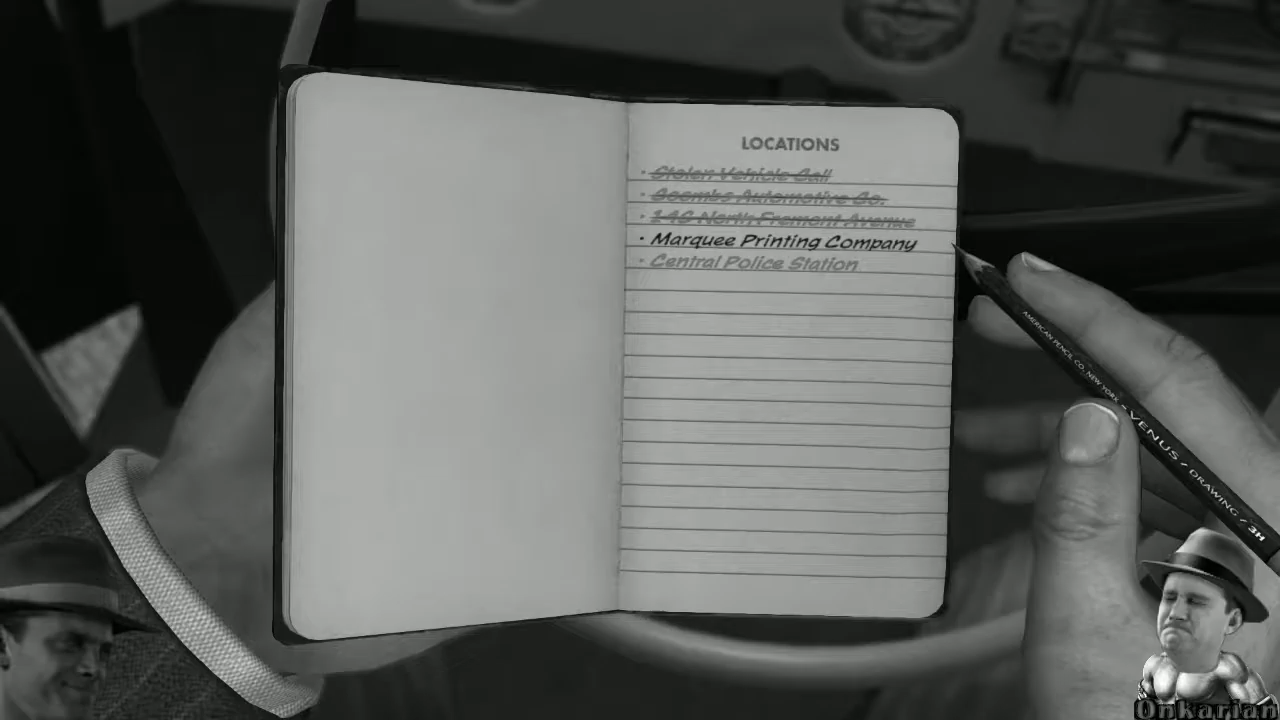 LOCATIONS
· Stolen Vehicle Call
· Coombs Automotive Co.
· 146 North Fremont Avenue
· Marquee Printing Company
· Central Police Station
AMERICAN PENCIL CO. NEW YORK VENUS / DRAWING / 3H
Onkarian